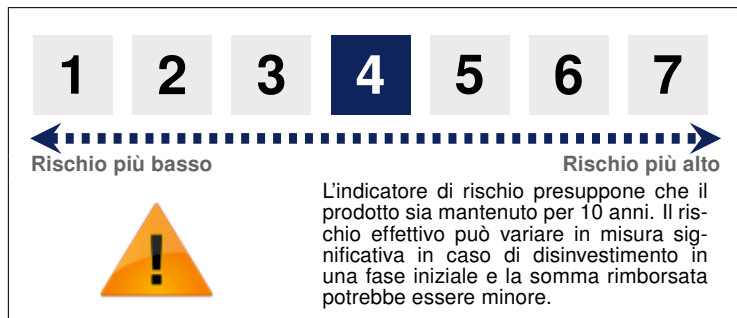 1 2 3 4 5 6 7
Rischio più basso Rischio più alto
L'indicatore di rischio presuppone che il
prodotto sia mantenuto per 10 anni. Il ris-
chio effettivo può variare in misura sig-
nificativa in caso di disinvestimento in
una fase iniziale e la somma rimborsata
potrebbe essere minore.